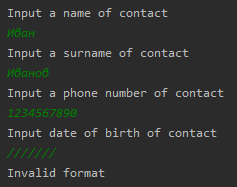 Input a name of contact
Иван
Input a surname of contact
Иванов
Input a phone number of contact
1234567890
Input date of birth of contact
///////
Invalid format